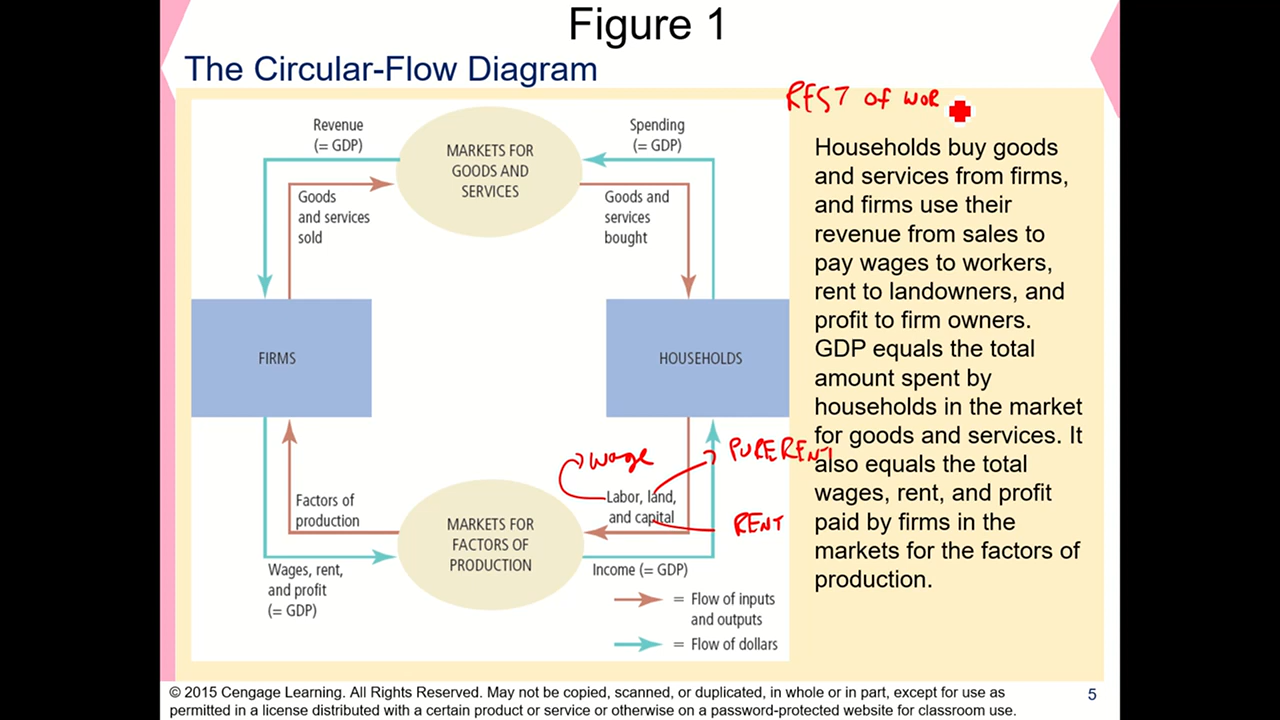 Figure 1
The Circular-Flow Diagram
REST OF WOR
Revenue
(= GDP)
Spending
(= GDP)
MARKETS FOR
GOODS AND
SERVICES
Goods
and services
sold
Goods and
services
bought
FIRMS
HOUSEHOLDS
wage
PURE RENT
Labor, land,
and capital
RENT
Factors of
production
MARKETS FOR
FACTORS OF
PRODUCTION
Wages, rent,
and profit
(= GDP)
Income (= GDP)
= Flow of inputs
and outputs
= Flow of dollars
Households buy goods
and services from firms,
and firms use their
revenue from sales to
pay wages to workers,
rent to landowners, and
profit to firm owners.
GDP equals the total
amount spent by
households in the market
for goods and services. It
also equals the total
wages, rent, and profit
paid by firms in the
markets for the factors of
production.
© 2015 Cengage Learning. All Rights Reserved. May not be copied, scanned, or duplicated, in whole or in part, except for use as
permitted in a license distributed with a certain product or service or otherwise on a password-protected website for classroom use.
5